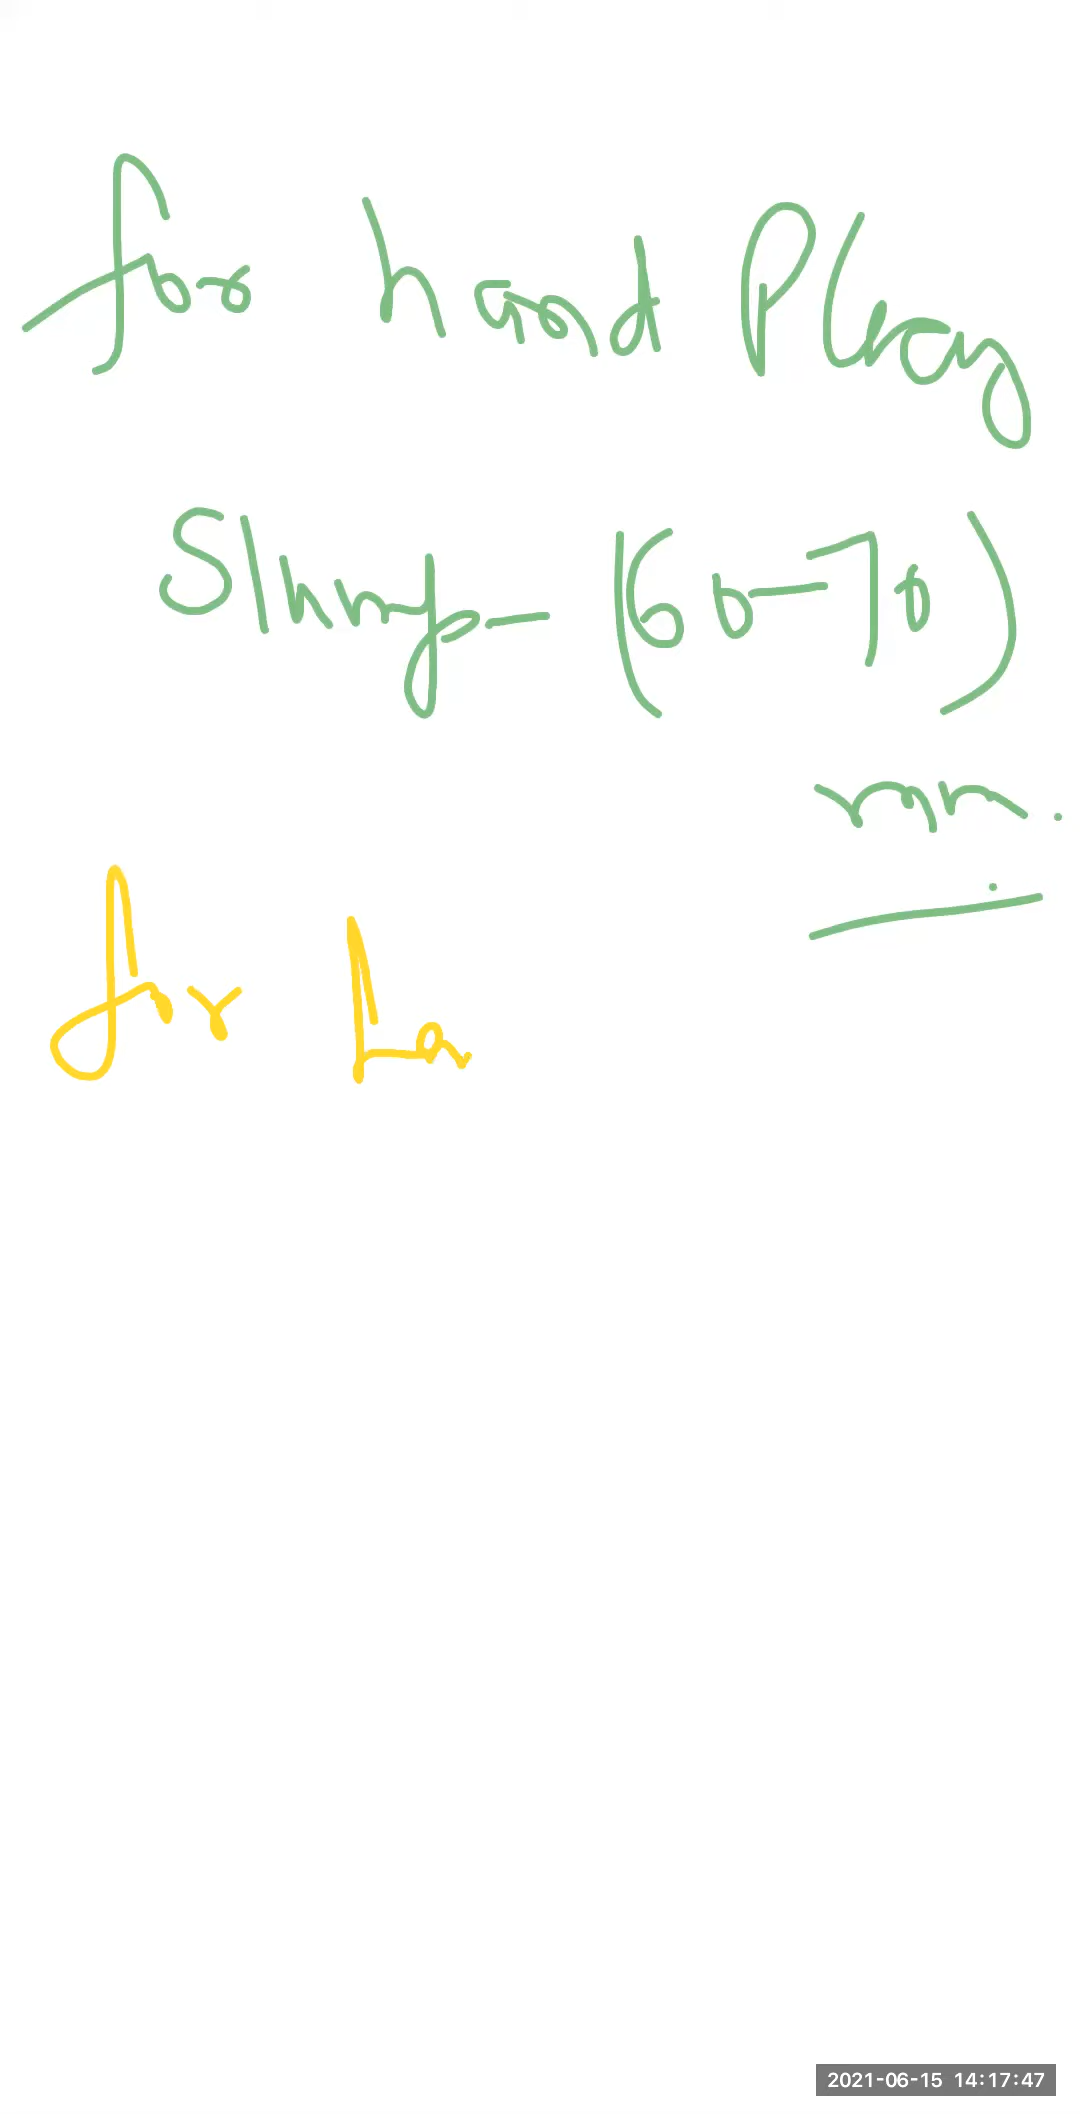 for hand Play
Slump - (60-70)
mm.
for La
2021-06-15 14:17:47